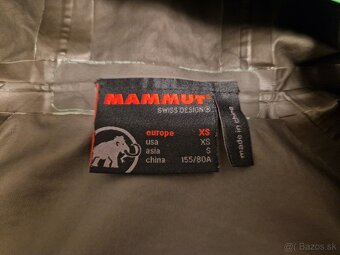 MAMMUT
SWISS DESIGN®
europe XS
usa XS
asia S
china 155/80A
made in china
Bazos.sk